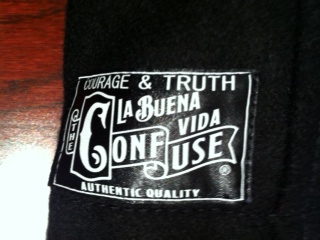 COURAGE & TRUTH
LA BUENA
VIDA
THE
CONFUSE
AUTHENTIC QUALITY
®